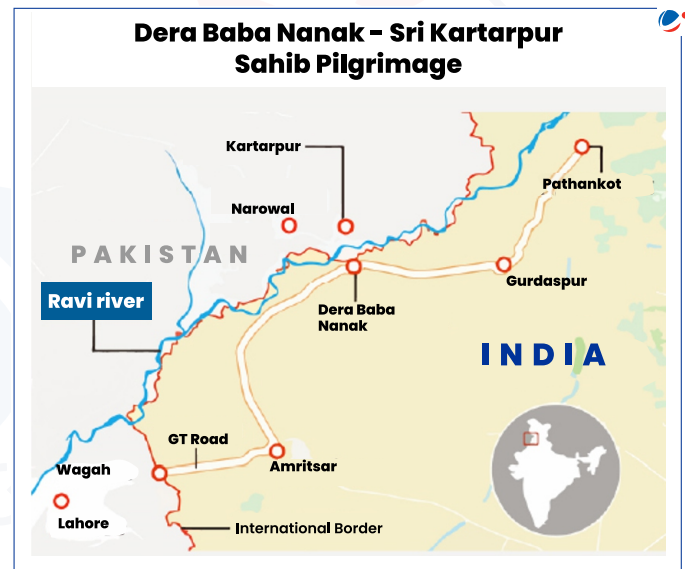 Dera Baba Nanak - Sri Kartarpur
Sahib Pilgrimage
Kartarpur
Pathankot
Narowal
PAKISTAN
Gurdaspur
Ravi river
Dera Baba
Nanak
INDIA
GT Road
Amritsar
Wagah
Lahore
International Border